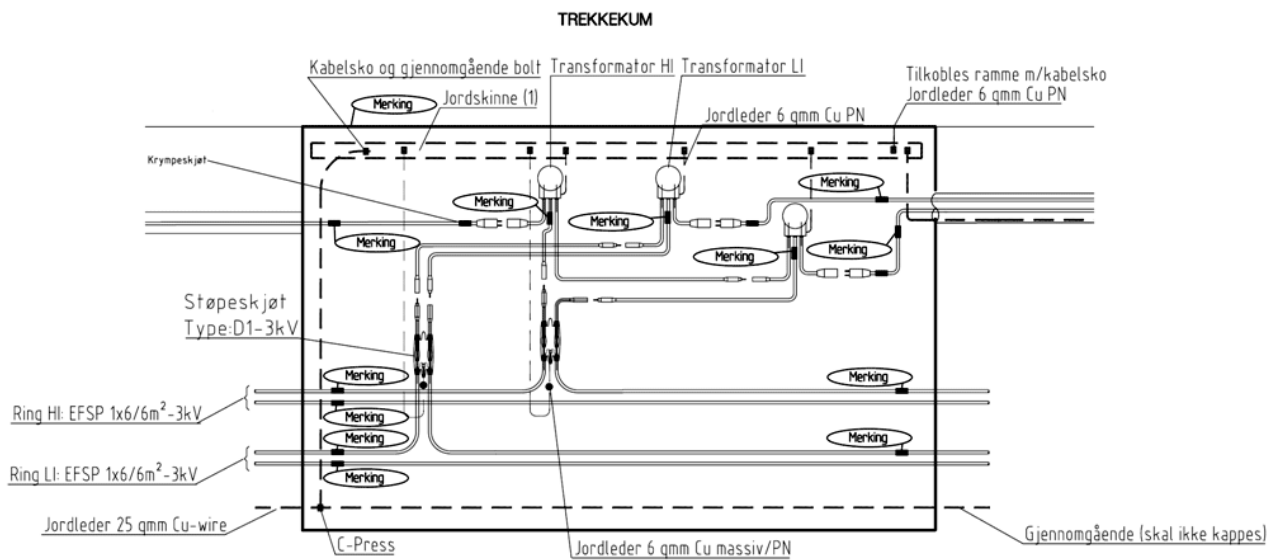 TREKKEKUM
Kabelsko og gjennomgående bolt
Transformator HI
Transformator LI
Tilkobles ramme m/kabelsko
Jordleder 6 qmm Cu PN
Merking
Jordskinne (1)
Jordleder 6 qmm Cu PN
Krympeskjøt
Merking
Merking
Merking
Merking
Merking
Merking
Støpeskjøt
Type:D1-3kV
Merking
Merking
Ring HI: EFSP 1x6/6m²-3kV
Merking
Merking
Merking
Ring LI: EFSP 1x6/6m²-3kV
Merking
Jordleder 25 qmm Cu-wire
C-Press
Jordleder 6 qmm Cu massiv/PN
Gjennomgående (skal ikke kappes)